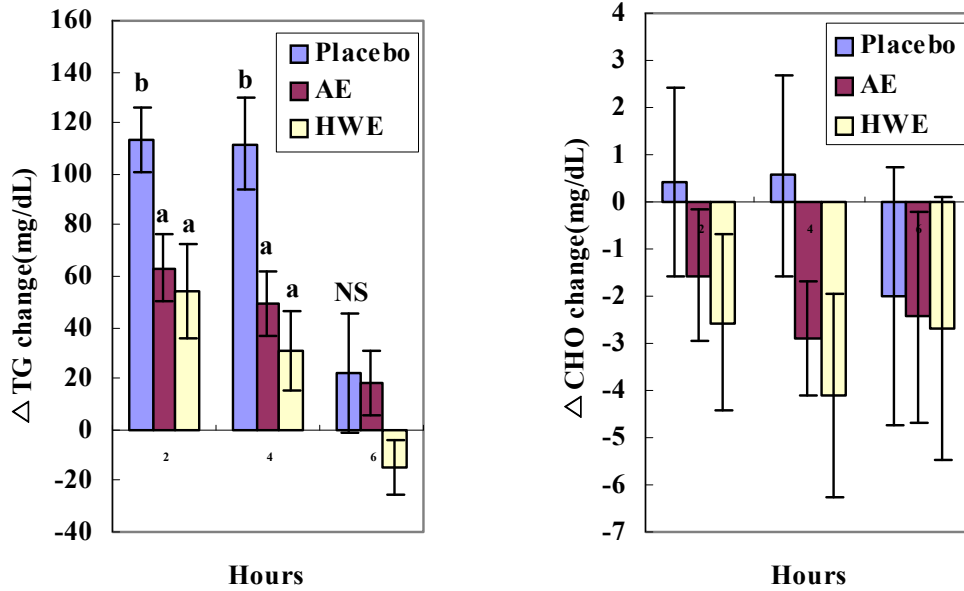 160
140
120
100
80
60
40
20
0
-20
-40
△TG change(mg/dL)
Placebo
AE
HWE
b
a
a
b
a
a
NS
2
4
6
Hours
4
3
2
1
0
-1
-2
-3
-4
-5
-6
-7
△CHO change(mg/dL)
Placebo
AE
HWE
2
4
6
Hours